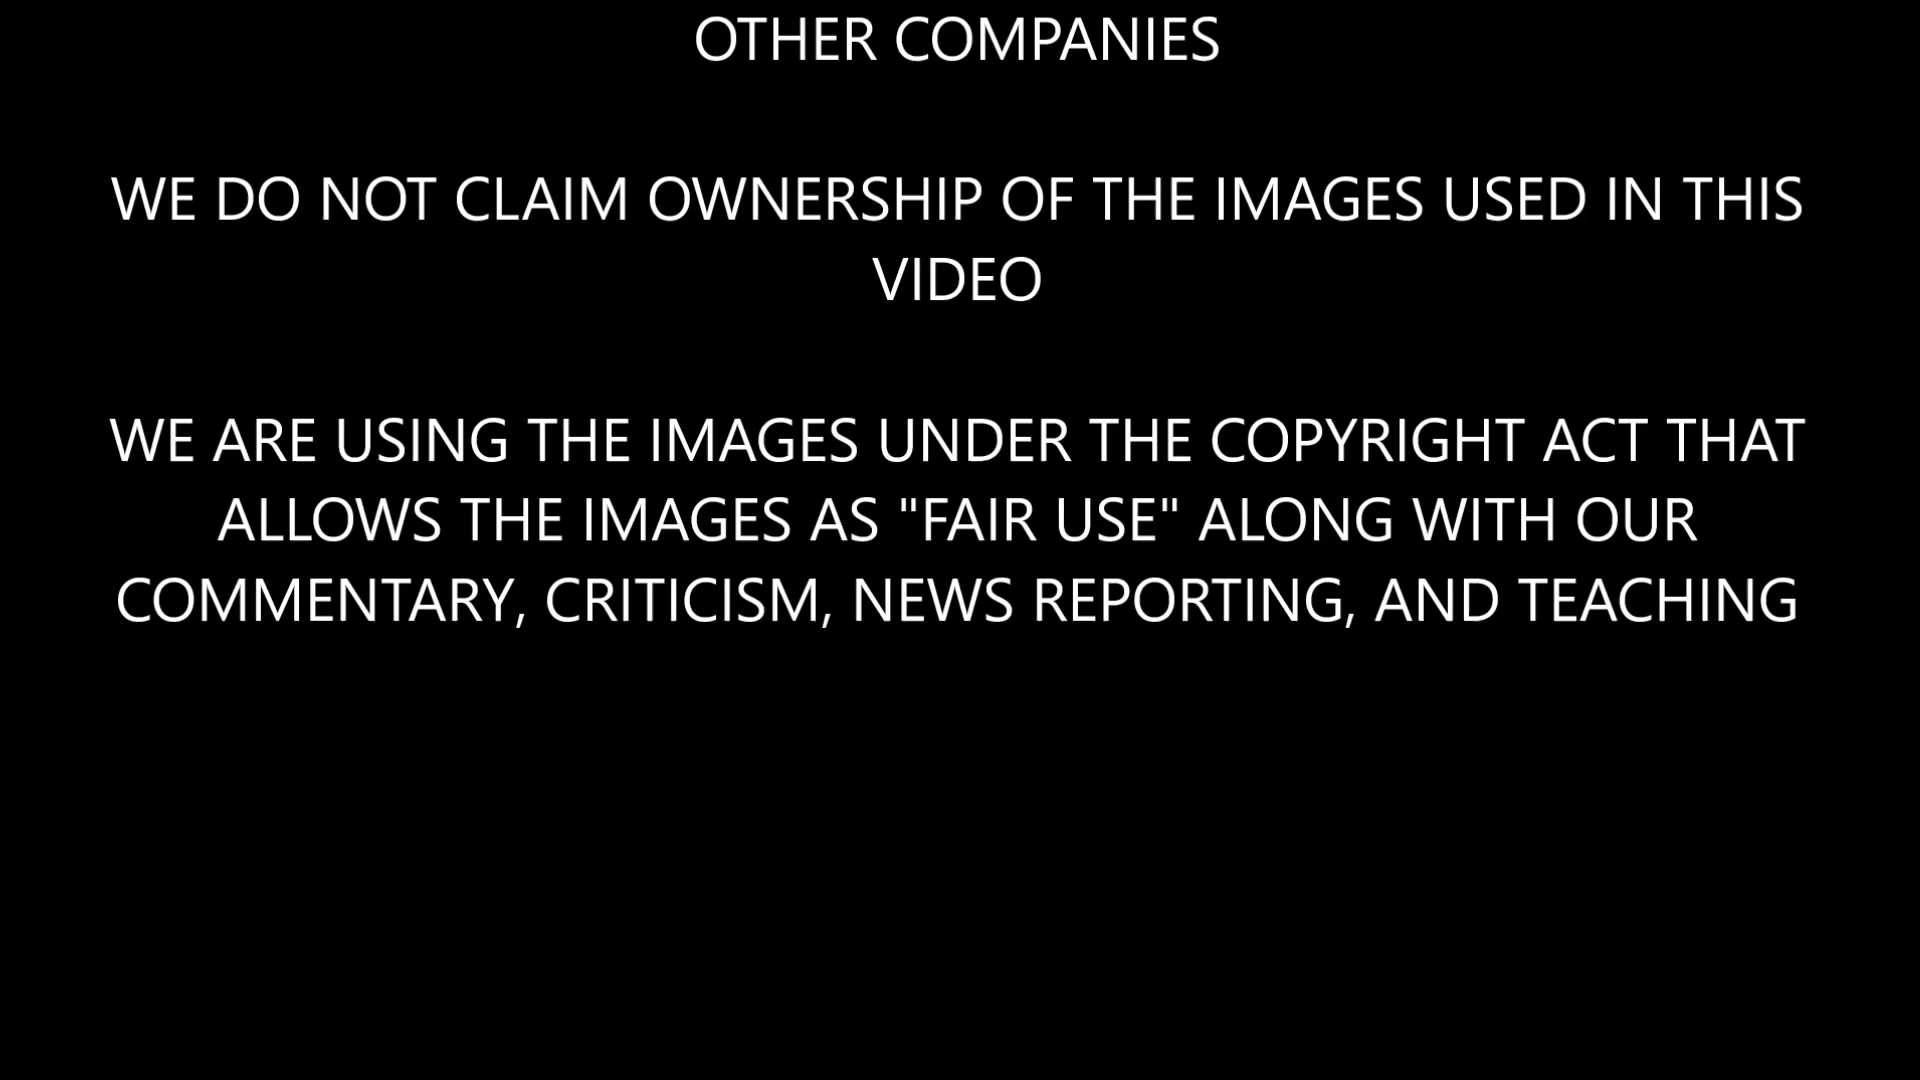 OTHER COMPANIES
WE DO NOT CLAIM OWNERSHIP OF THE IMAGES USED IN THIS
VIDEO
WE ARE USING THE IMAGES UNDER THE COPYRIGHT ACT THAT
ALLOWS THE IMAGES AS "FAIR USE" ALONG WITH OUR
COMMENTARY, CRITICISM, NEWS REPORTING, AND TEACHING